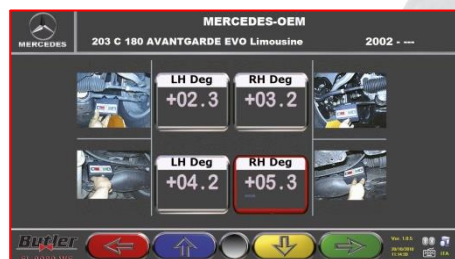 MERCEDES-OEM
MERCEDES
203 C 180 AVANTGARDE EVO Limousine
2002 - ---
LH Deg
RH Deg
+02.3
+03.2
LH Deg
RH Deg
+04.2
+05.3
Butler
ITA